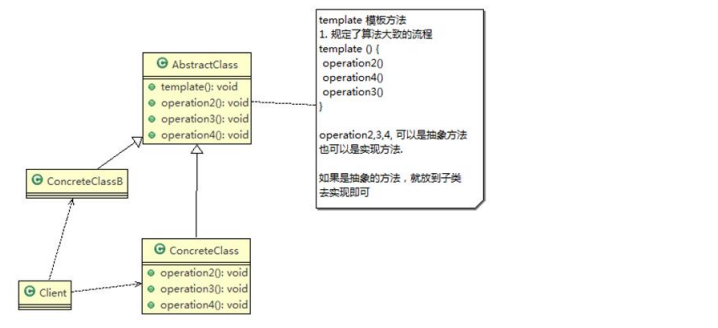 template 模板方法
1. 规定了算法大致的流程
template () {
operation2()
operation4()
operation3()
}
operation2,3,4, 可以是抽象方法
也可以是实现方法.
如果是抽象的方法，就放到子类
去实现即可
C AbstractClass
template(): void
operation2(): void
operation3(): void
operation4(): void
C ConcreteClassB
C ConcreteClass
operation2(): void
operation3(): void
operation4(): void
C Client